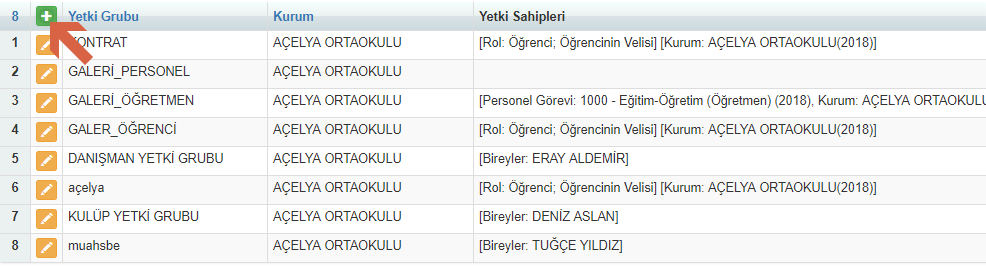 8 Yetki Grubu Kurum Yetki Sahipleri
1 KONTRAT AÇELYA ORTAOKULU [Rol: Öğrenci; Öğrencinin Velisi] [Kurum: AÇELYA ORTAOKULU(2018)]
2 GALERİ_PERSONEL AÇELYA ORTAOKULU
3 GALERİ_ÖĞRETMEN AÇELYA ORTAOKULU [Personel Görevi: 1000 - Eğitim-Öğretim (Öğretmen) (2018), Kurum: AÇELYA ORTAOKULU
4 GALER_ÖĞRENCİ AÇELYA ORTAOKULU [Rol: Öğrenci; Öğrencinin Velisi] [Kurum: AÇELYA ORTAOKULU(2018)]
5 DANIŞMAN YETKİ GRUBU AÇELYA ORTAOKULU [Bireyler: ERAY ALDEMİR]
6 açelya AÇELYA ORTAOKULU [Rol: Öğrenci; Öğrencinin Velisi] [Kurum: AÇELYA ORTAOKULU(2018)]
7 KULÜP YETKİ GRUBU AÇELYA ORTAOKULU [Bireyler: DENİZ ASLAN]
8 muahsbe AÇELYA ORTAOKULU [Bireyler: TUĞÇE YILDIZ]